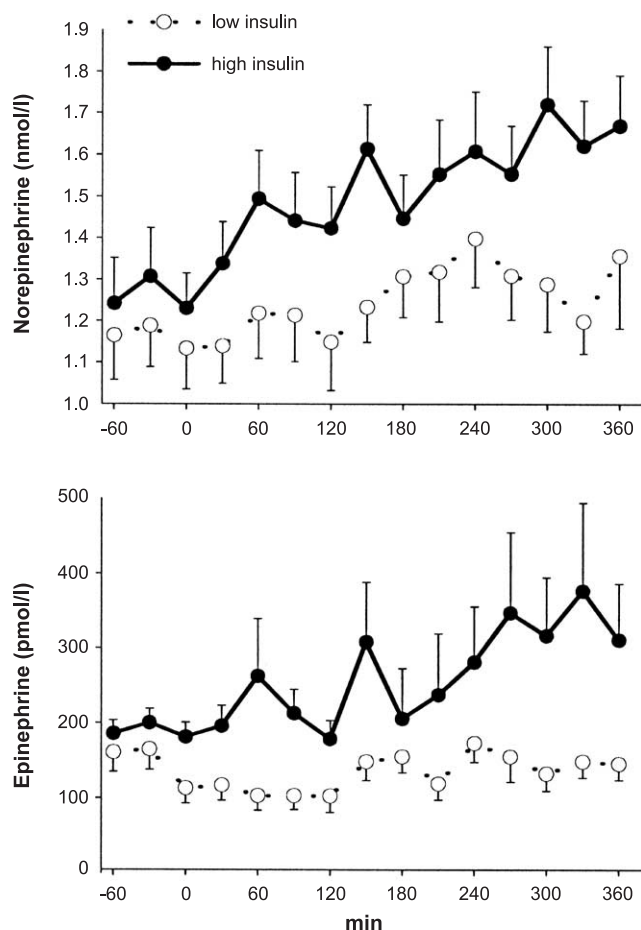 low insulin
high insulin
Norepinephrine (nmol/l)
1.9
1.8
1.7
1.6
1.5
1.4
1.3
1.2
1.1
1.0
-60 0 60 120 180 240 300 360
Epinephrine (pmol/l)
500
400
300
200
100
0
-60 0 60 120 180 240 300 360
min